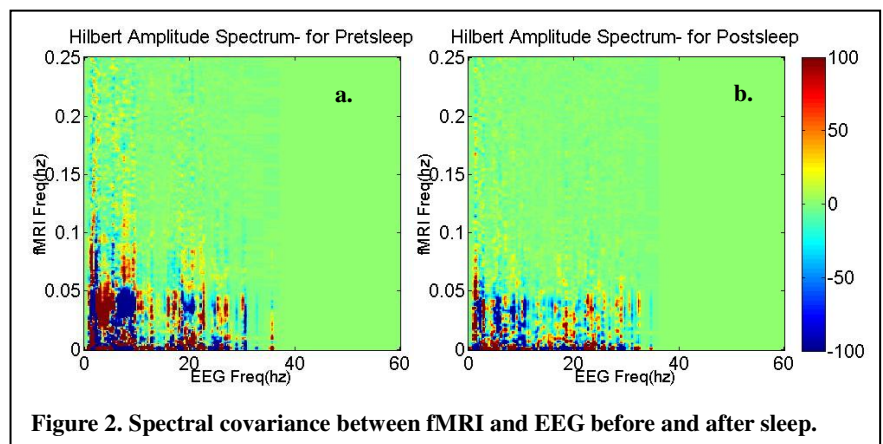 Hilbert Amplitude Spectrum- for Pretsleep
Hilbert Amplitude Spectrum- for Postsleep
0.25
0.2
0.15
0.1
0.05
0
fMRI Freq(hz)
a.
0 20 40 60
EEG Freq(hz)
0.25
0.2
0.15
0.1
0.05
0
fMRI Freq(hz)
b.
0 20 40 60
EEG Freq(hz)
100
50
0
-50
-100
Figure 2. Spectral covariance between fMRI and EEG before and after sleep.